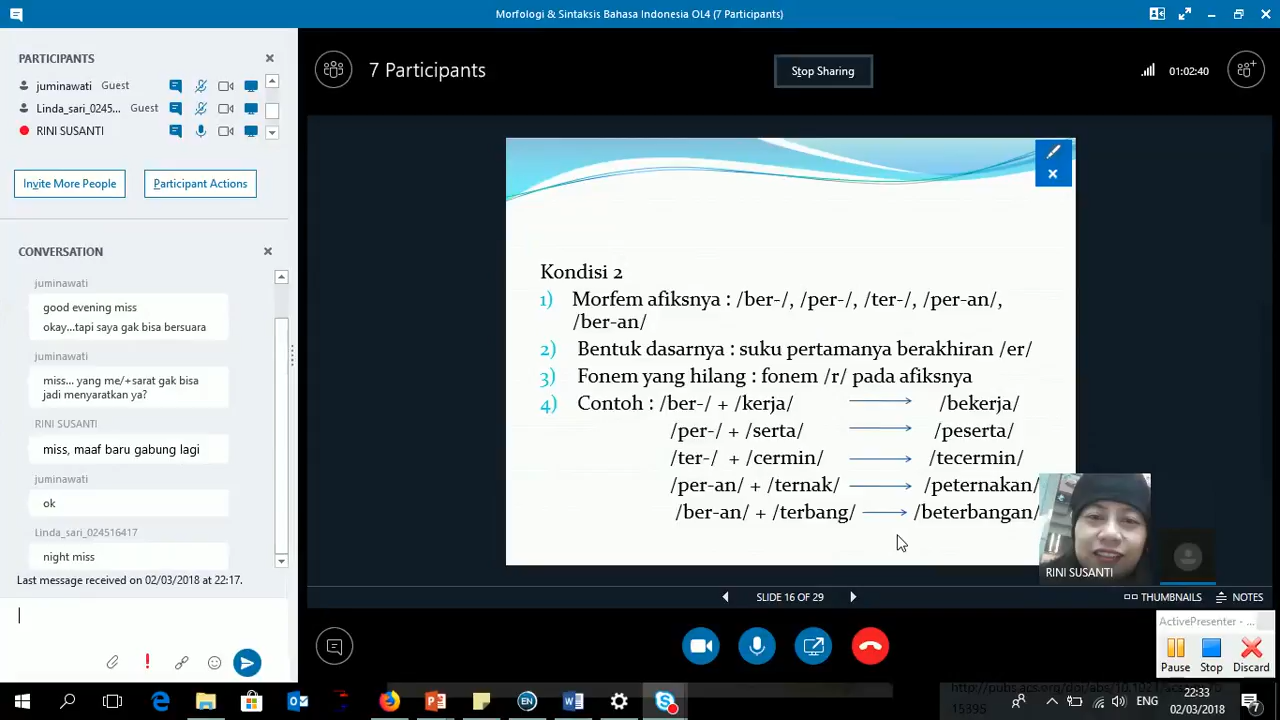 Morfologi & Sintaksis Bahasa Indonesia OL4 (7 Participants)
PARTICIPANTS
juminawati Guest
Linda_sari_0245... Guest
RINI SUSANTI
Invite More People
Participant Actions
CONVERSATION
juminawati
good evening miss
okay...tapi saya gak bisa bersuara
juminawati
miss... yang me/+sarat gak bisa
jadi menyaratkan ya?
RINI SUSANTI
miss, maaf baru gabung lagi
juminawati
ok
Linda_sari_024516417
night miss
Last message received on 02/03/2018 at 22:17.
7 Participants
Stop Sharing
01:02:40
Kondisi 2
1) Morfem afiksnya : /ber-/, /per-/, /ter-/, /per-an/,
/ber-an/
2) Bentuk dasarnya : suku pertamanya berakhiran /er/
3) Fonem yang hilang : fonem /r/ pada afiksnya
4) Contoh : /ber-/ + /kerja/ → /bekerja/
/per-/ + /serta/ → /peserta/
/ter-/ + /cermin/ → /tecermin/
/per-an/ + /ternak/ → /peternakan/
/ber-an/ + /terbang/ → /beterbangan/
RINI SUSANTI
SLIDE 16 OF 29
THUMBNAILS
NOTES
ActivePresenter - ...
Pause Stop Discard
EN
ENG
22:33
02/03/2018
7
15395